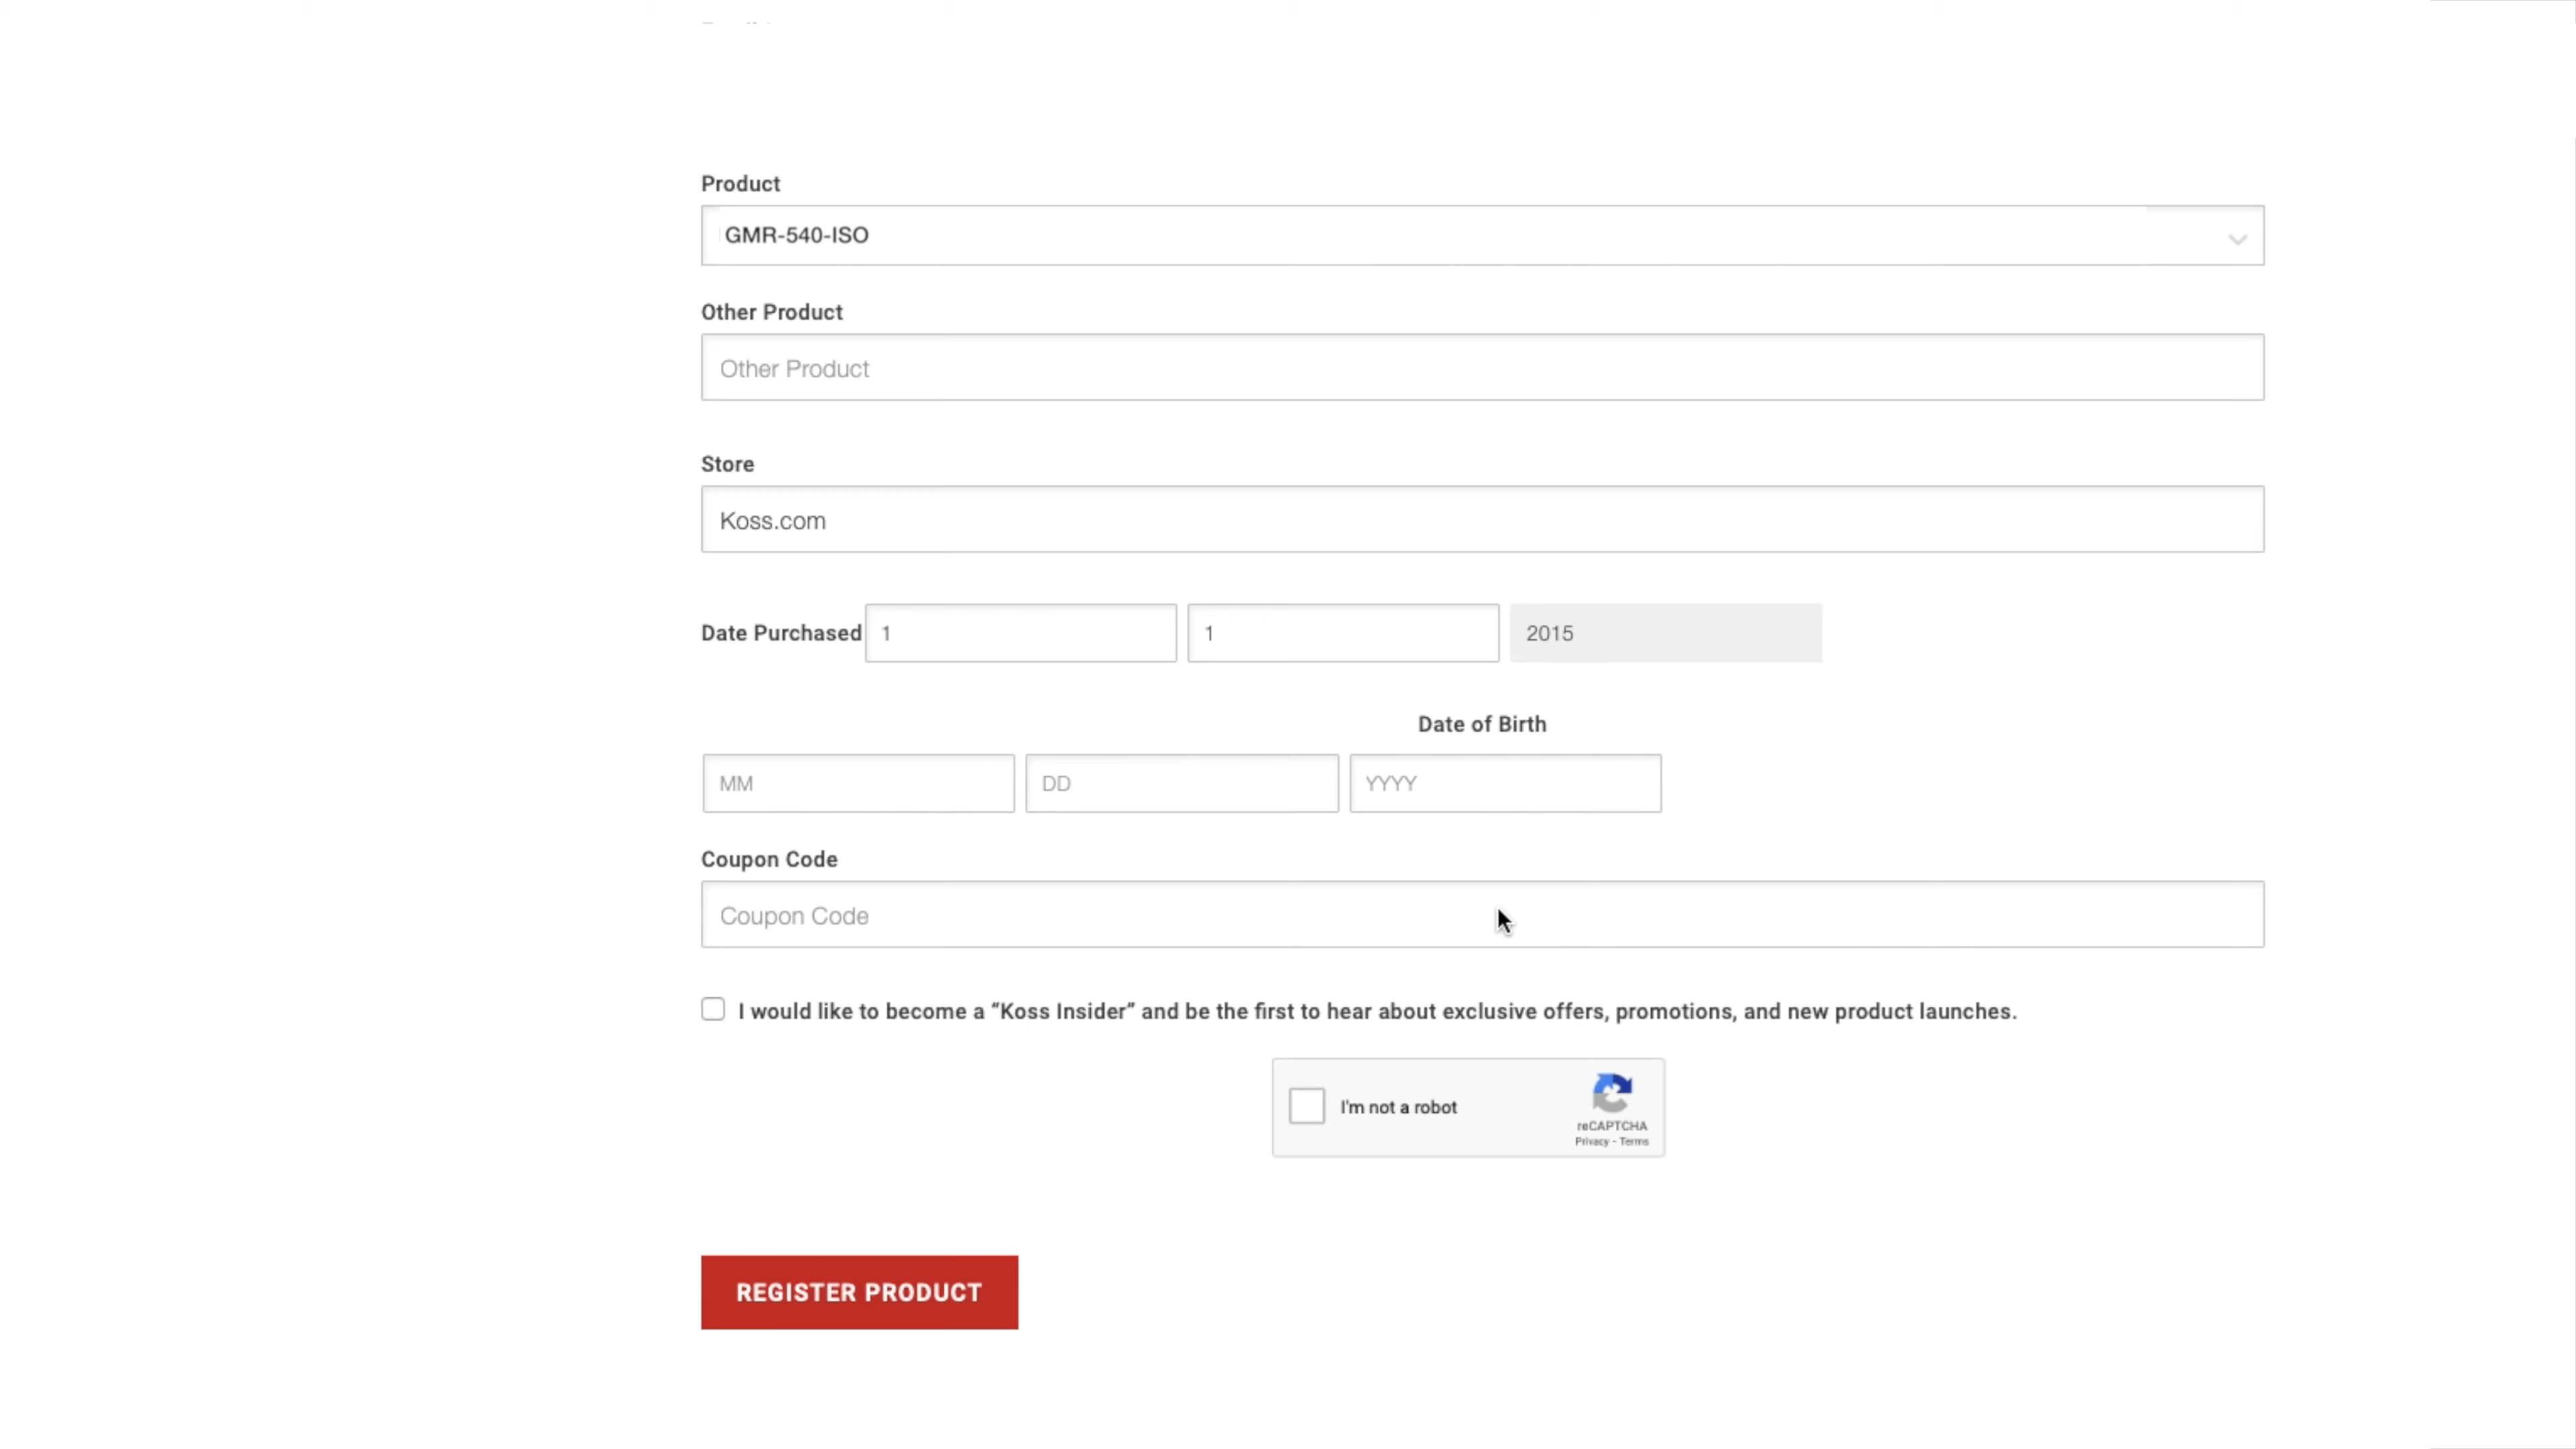 Product
GMR-540-ISO
Other Product
Other Product
Store
Koss.com
Date Purchased 1 1 2015
Date of Birth
MM DD YYYY
Coupon Code
Coupon Code
I would like to become a “Koss Insider” and be the first to hear about exclusive offers, promotions, and new product launches.
I'm not a robot
reCAPTCHA
Privacy - Terms
REGISTER PRODUCT